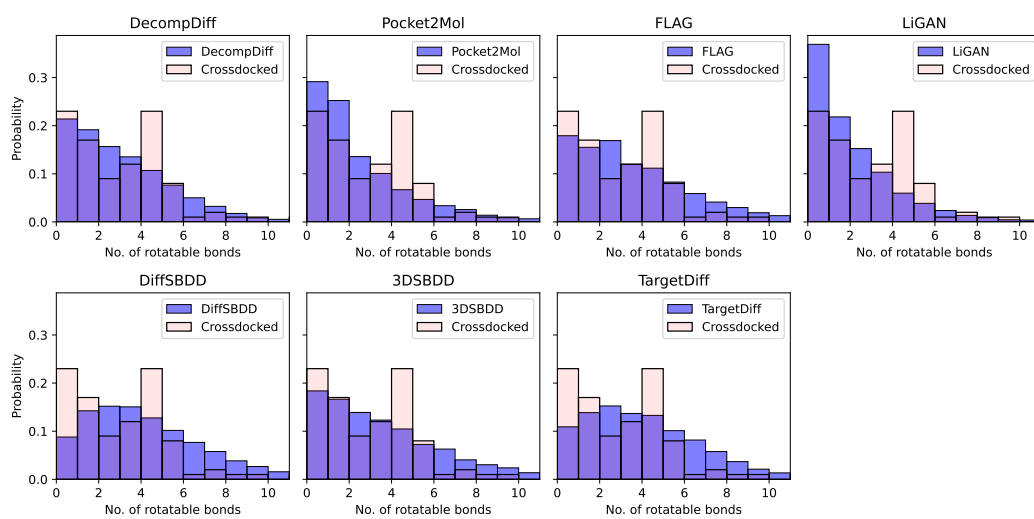 DecompDiff Pocket2Mol FLAG LiGAN
DecompDiff Pocket2Mol FLAG LiGAN
Crossdocked Crossdocked Crossdocked Crossdocked
Probability
0.3
0.2
0.1
0.0
0 2 4 6 8 10 0 2 4 6 8 10 0 2 4 6 8 10 0 2 4 6 8 10
No. of rotatable bonds No. of rotatable bonds No. of rotatable bonds No. of rotatable bonds
DiffSBDD 3DSBDD TargetDiff
DiffSBDD 3DSBDD TargetDiff
Crossdocked Crossdocked Crossdocked
Probability
0.3
0.2
0.1
0.0
0 2 4 6 8 10 0 2 4 6 8 10 0 2 4 6 8 10
No. of rotatable bonds No. of rotatable bonds No. of rotatable bonds